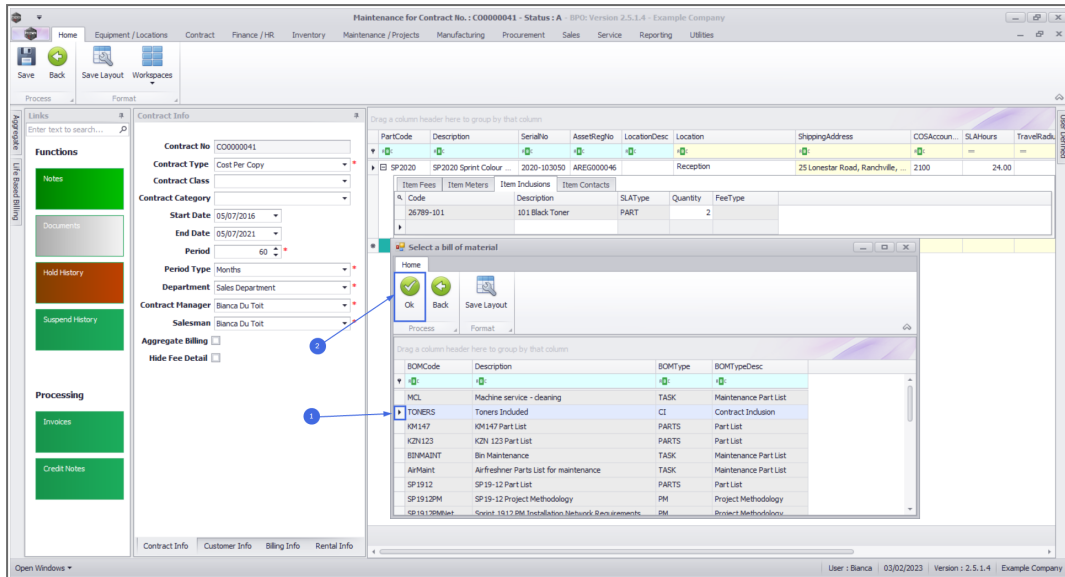 Maintenance for Contract No. : CO0000041 - Status : A - BPO: Version 2.5.1.4 - Example Company
Home Equipment / Locations Contract Finance / HR Inventory Maintenance / Projects Manufacturing Procurement Sales Service Reporting Utilities
Save Back Save Layout Workspaces
Process Format
Aggregate
Life Based Billing
Links
Enter text to search...
Functions
Notes
Documents
Hold History
Suspend History
Processing
Invoices
Credit Notes
Contract Info
Contract No CO0000041
Contract Type Cost Per Copy *
Contract Class
Contract Category
Start Date 05/07/2016
End Date 05/07/2021
Period 60 *
Period Type Months *
Department Sales Department *
Contract Manager Bianca Du Toit *
Salesman Bianca Du Toit *
Aggregate Billing
Hide Fee Detail
Contract Info Customer Info Billing Info Rental Info
Drag a column header here to group by that column
PartCode Description SerialNo AssetRegNo LocationDesc Location ShippingAddress COSAccoun... SLAHours TravelRadiu
SP2020 SP2020 Sprint Colour ... 2020-103050 AREG000046 Reception 25 Lonestar Road, Ranchville, ... 2100 24.00
Item Fees Item Meters Item Inclusions Item Contacts
Code Description SLAType Quantity FeeType
26789-101 101 Black Toner PART 2
User Defined
Select a bill of material
Home
Ok Back Save Layout
Process Format
Drag a column header here to group by that column
BOMCode Description BOMType BOMTypeDesc
MCL Machine service - cleaning TASK Maintenance Part List
TONERS Toners Included CI Contract Inclusion
KM147 KM147 Part List PARTS Part List
KZN123 KZN 123 Part List PARTS Part List
BINMAINT Bin Maintenance TASK Maintenance Part List
AirMaint Airfreshner Parts List for maintenance TASK Maintenance Part List
SP1912 SP19-12 Part List PARTS Part List
SP1912PM SP19-12 Project Methodology PM Project Methodology
SP1912PMNet Sprint 1912 PM Installation Network Requirements PM Project Methodology
2
1
Open Windows User : Bianca 03/02/2023 Version : 2.5.1.4 Example Company